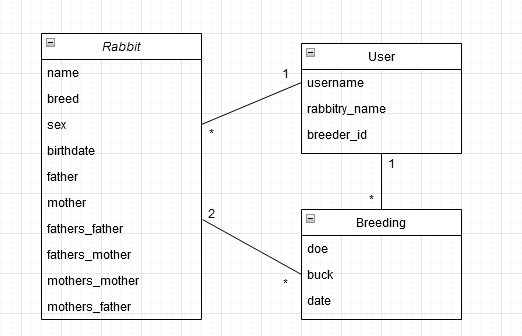 Rabbit
name
breed
sex
birthdate
father
mother
fathers_father
fathers_mother
mothers_mother
mothers_father
1
*
2
*
User
username
rabbitry_name
breeder_id
1
*
Breeding
doe
buck
date